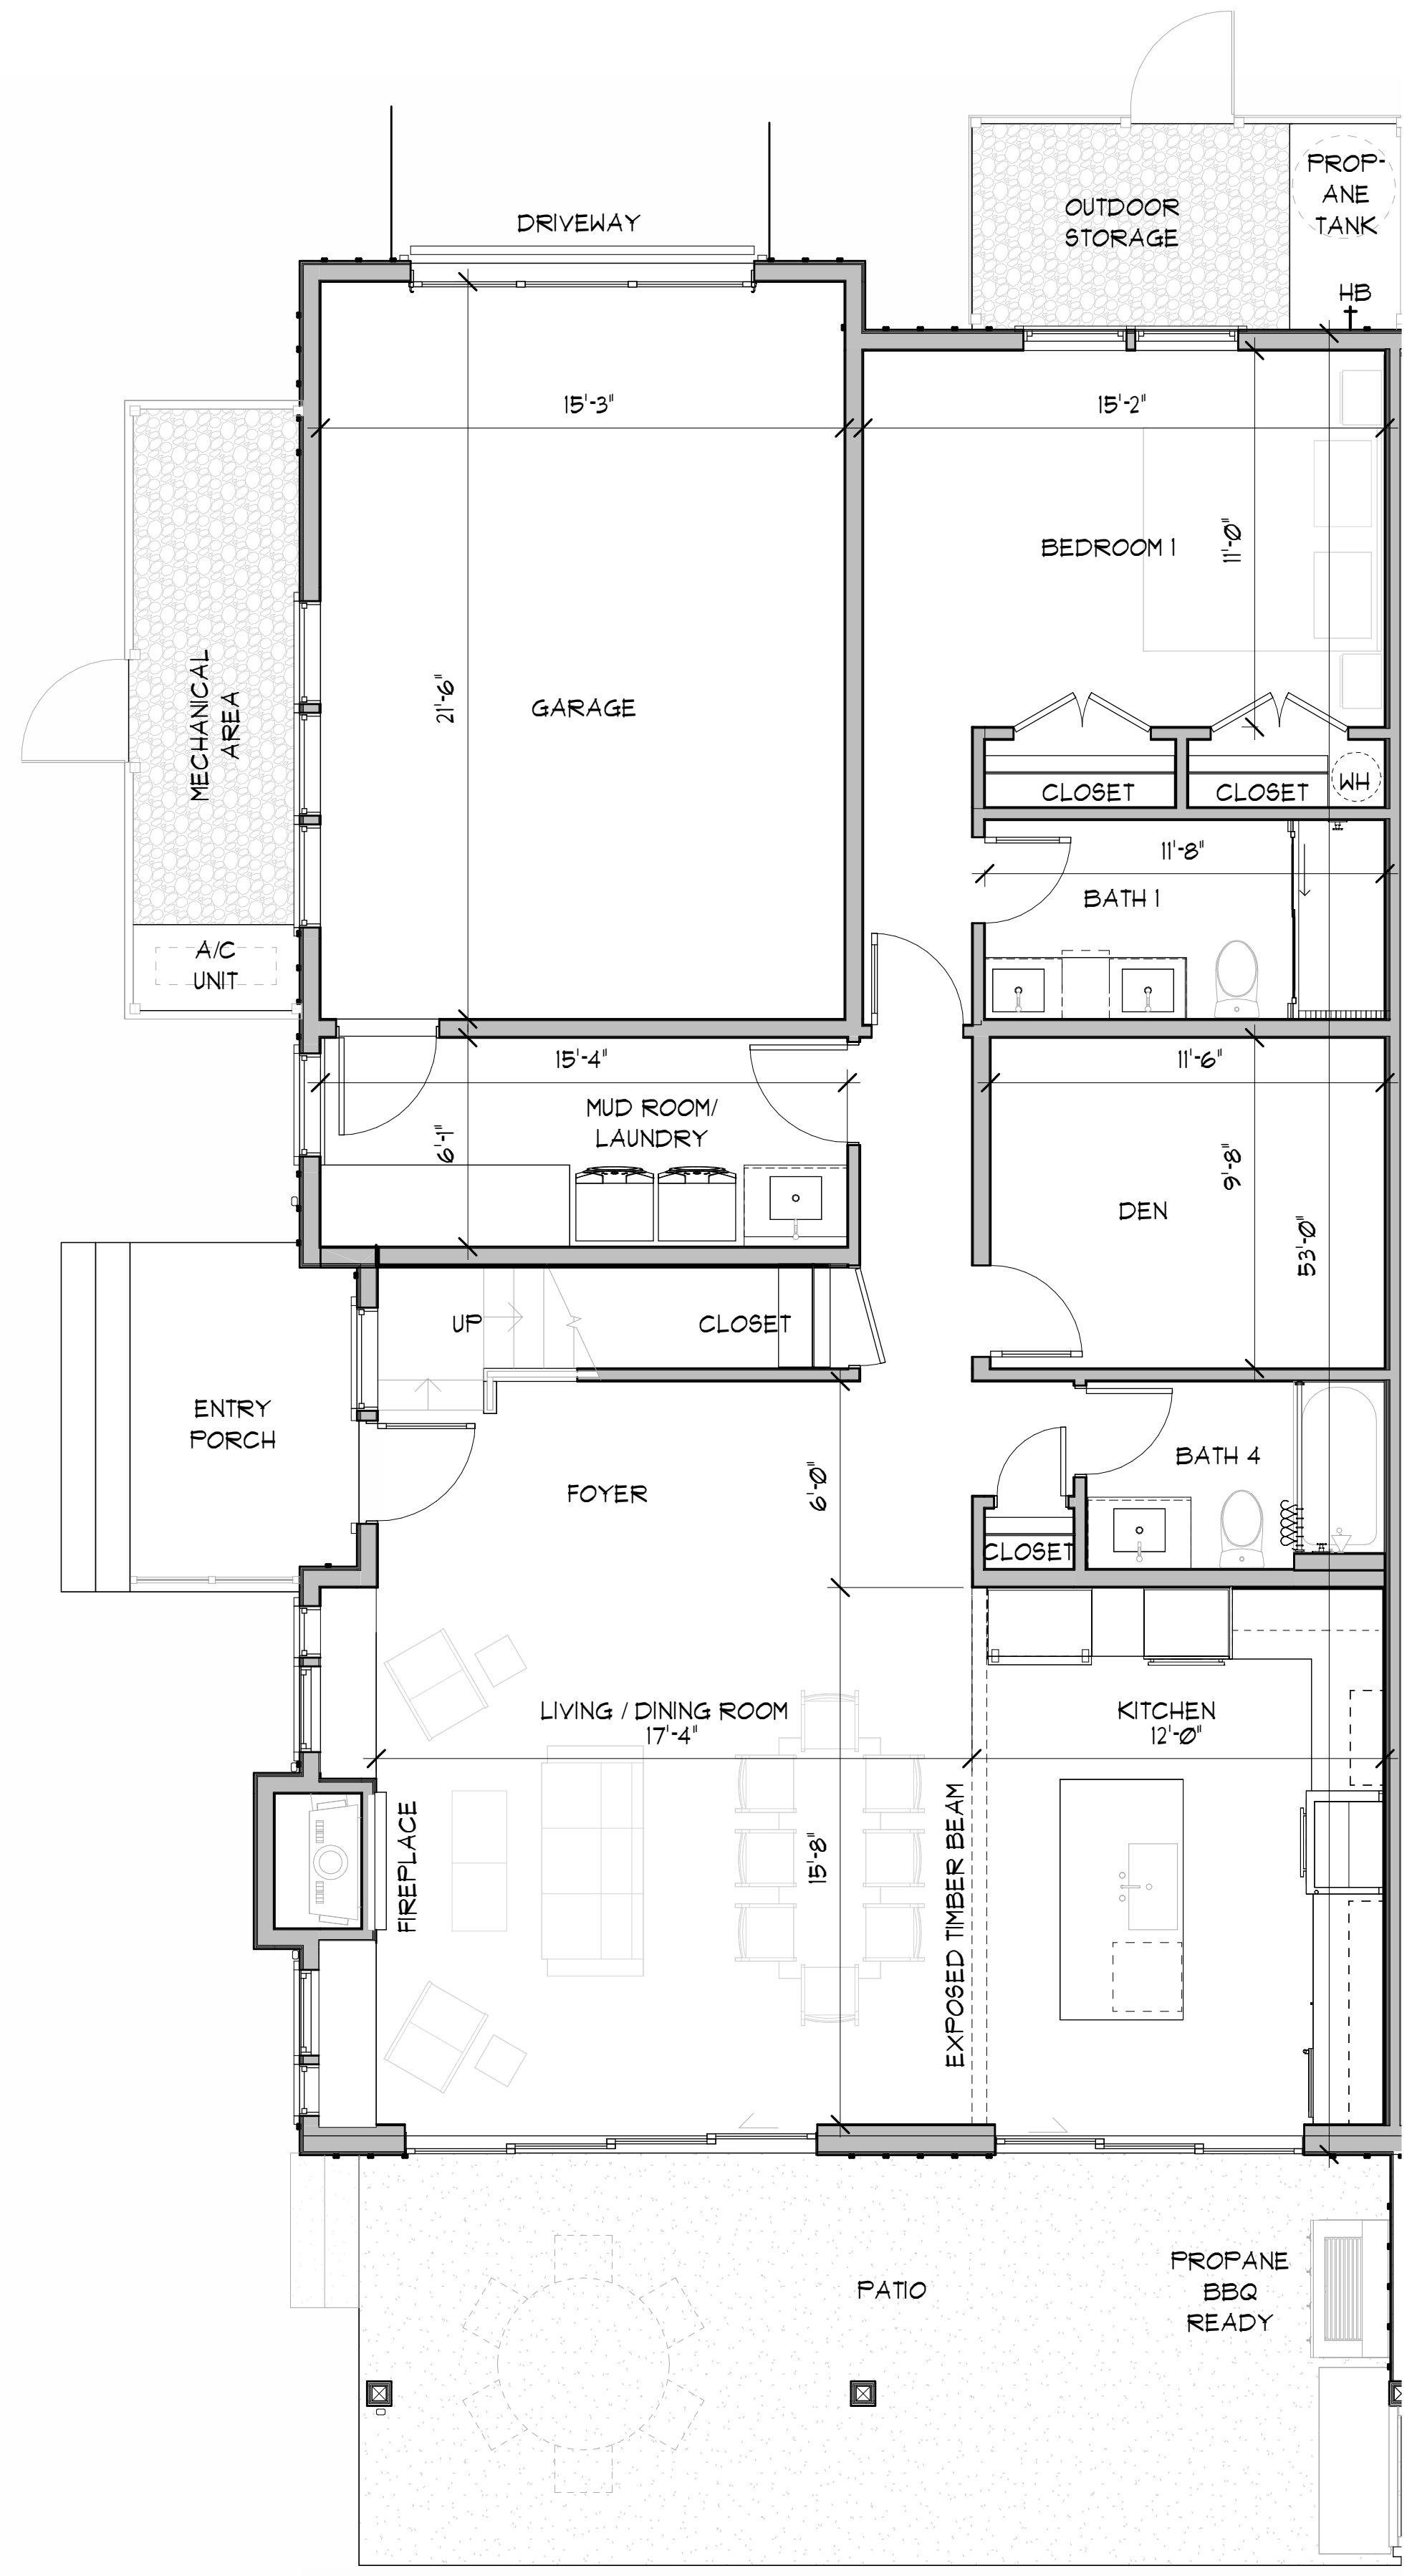 PROP-
ANE
TANK
OUTDOOR
STORAGE
DRIVEWAY
HB
15'-3"
15'-2"
BEDROOM 1
11'-0"
MECHANICAL
AREA
21'-6"
GARAGE
CLOSET
CLOSET
WH
11'-8"
BATH 1
A/C
UNIT
15'-4"
11'-6"
MUD ROOM/
LAUNDRY
6'-1"
9'-8"
DEN
53'-0"
UP
CLOSET
ENTRY
PORCH
FOYER
6'-0"
BATH 4
CLOSET
LIVING / DINING ROOM
17'-4"
KITCHEN
12'-0"
FIREPLACE
15'-8"
EXPOSED TIMBER BEAM
PATIO
PROPANE
BBQ
READY